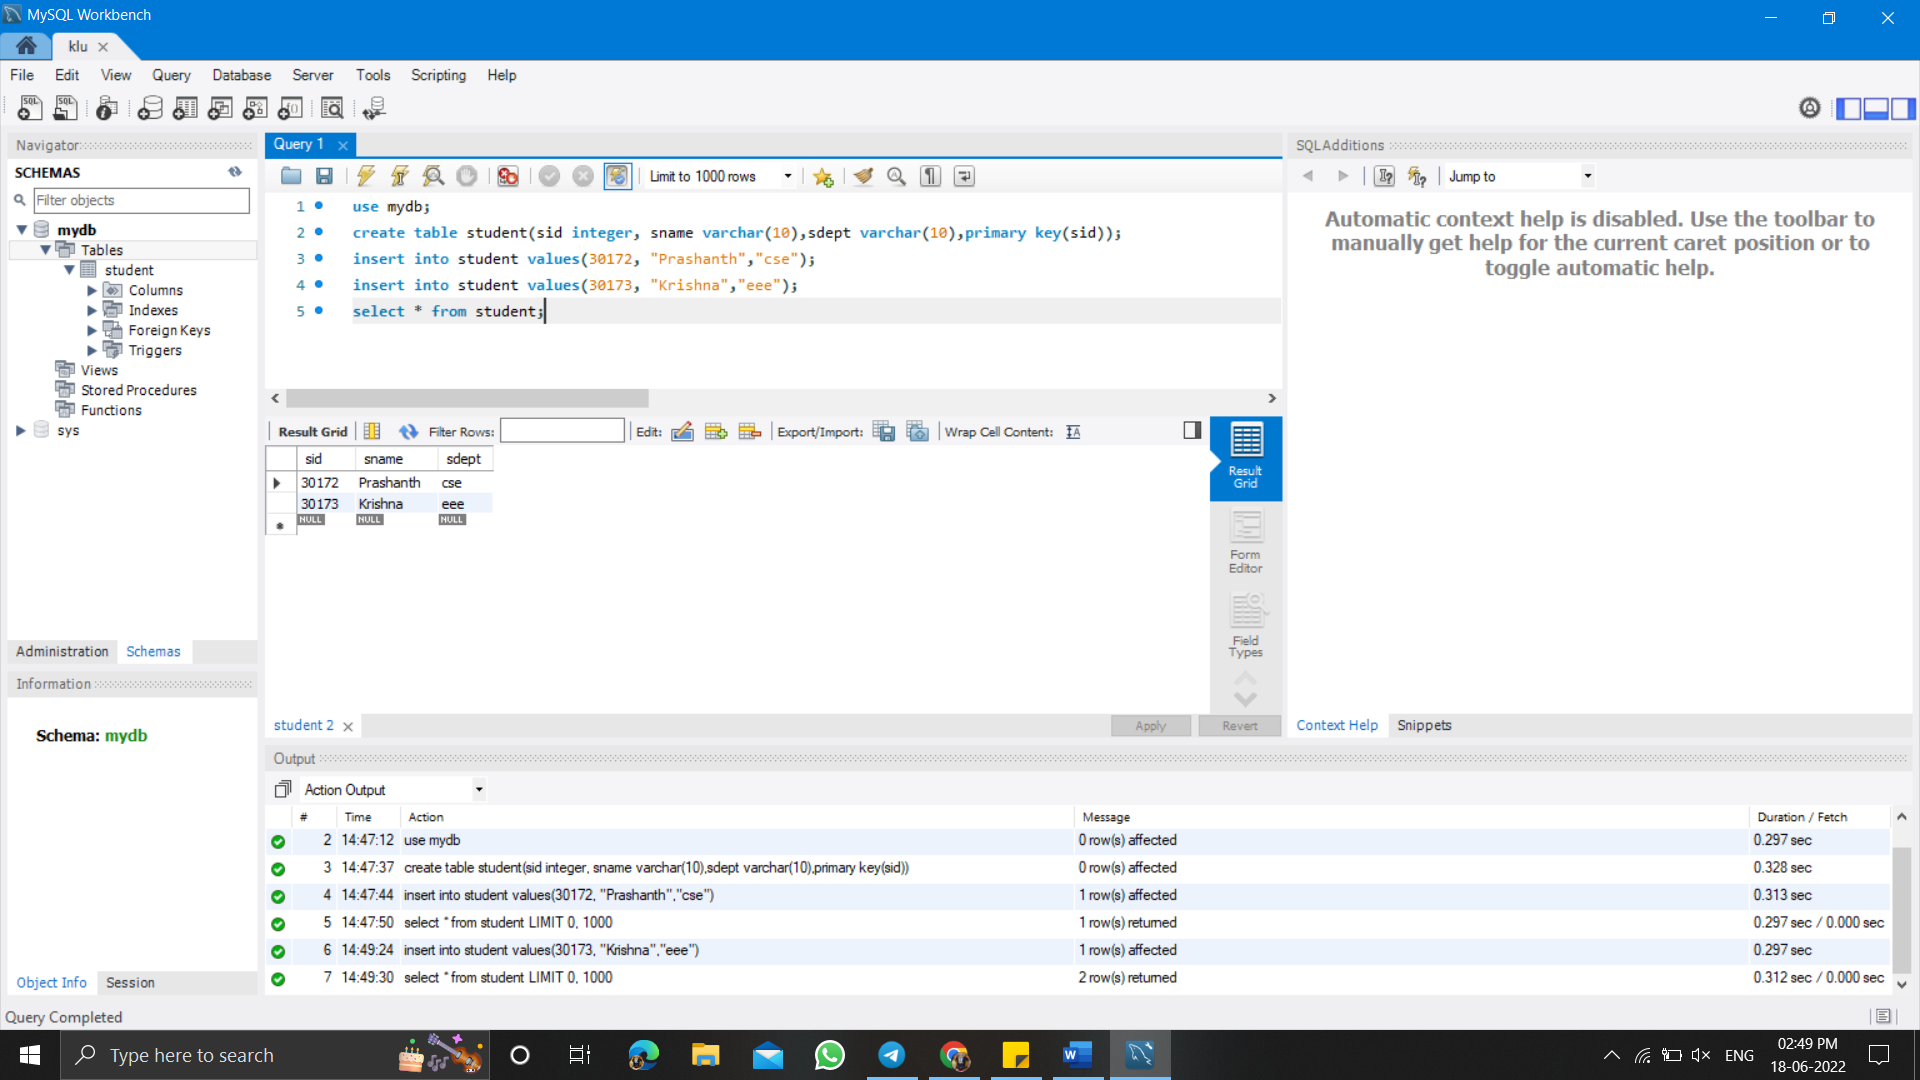 MySQL Workbench
klu
File Edit View Query Database Server Tools Scripting Help
Navigator
SCHEMAS
Filter objects
mydb
Tables
student
Columns
Indexes
Foreign Keys
Triggers
Views
Stored Procedures
Functions
sys
Administration Schemas
Information
Schema: mydb
Object Info Session
Query 1
Limit to 1000 rows
1 use mydb;
2 create table student(sid integer, sname varchar(10),sdept varchar(10),primary key(sid));
3 insert into student values(30172, "Prashanth","cse");
4 insert into student values(30173, "Krishna","eee");
5 select * from student;
Result Grid Filter Rows: Edit: Export/Import: Wrap Cell Content:
sid sname sdept
30172 Prashanth cse
30173 Krishna eee
NULL NULL NULL
Result Grid
Form Editor
Field Types
student 2
Apply Revert
SQLAdditions
Jump to
Automatic context help is disabled. Use the toolbar to
manually get help for the current caret position or to
toggle automatic help.
Context Help Snippets
Output
Action Output
# Time Action Message Duration / Fetch
2 14:47:12 use mydb 0 row(s) affected 0.297 sec
3 14:47:37 create table student(sid integer, sname varchar(10),sdept varchar(10),primary key(sid)) 0 row(s) affected 0.328 sec
4 14:47:44 insert into student values(30172, "Prashanth","cse") 1 row(s) affected 0.313 sec
5 14:47:50 select * from student LIMIT 0, 1000 1 row(s) returned 0.297 sec / 0.000 sec
6 14:49:24 insert into student values(30173, "Krishna","eee") 1 row(s) affected 0.297 sec
7 14:49:30 select * from student LIMIT 0, 1000 2 row(s) returned 0.312 sec / 0.000 sec
Query Completed
Type here to search
ENG
02:49 PM
18-06-2022